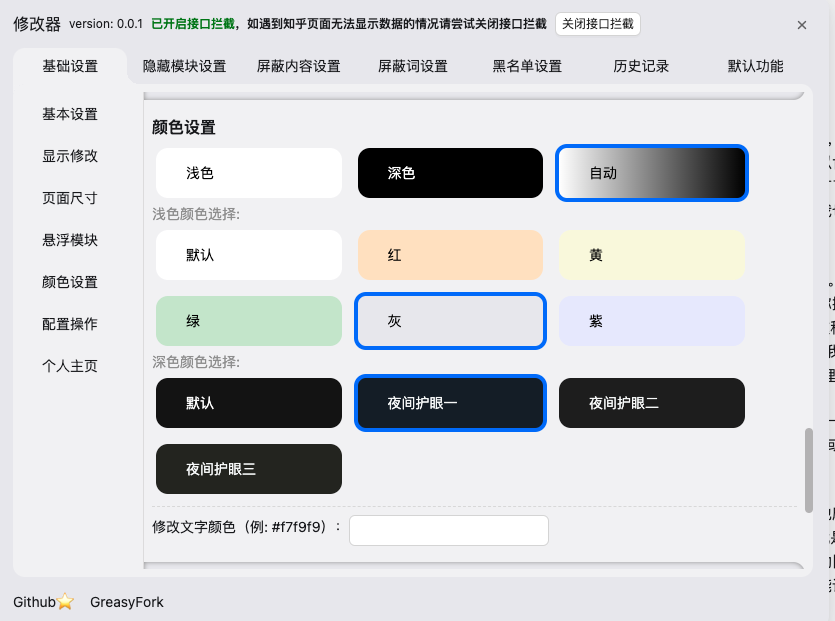 修改器 version: 0.0.1 已开启接口拦截，如遇到知乎页面无法显示数据的情况请尝试关闭接口拦截 关闭接口拦截 ×
基础设置 隐藏模块设置 屏蔽内容设置 屏蔽词设置 黑名单设置 历史记录 默认功能
基本设置
显示修改
页面尺寸
悬浮模块
颜色设置
配置操作
个人主页
颜色设置
浅色 深色 自动
浅色颜色选择:
默认 红 黄
绿 灰 紫
深色颜色选择:
默认 夜间护眼一 夜间护眼二
夜间护眼三
修改文字颜色（例: #f7f9f9）：
Github⭐ GreasyFork